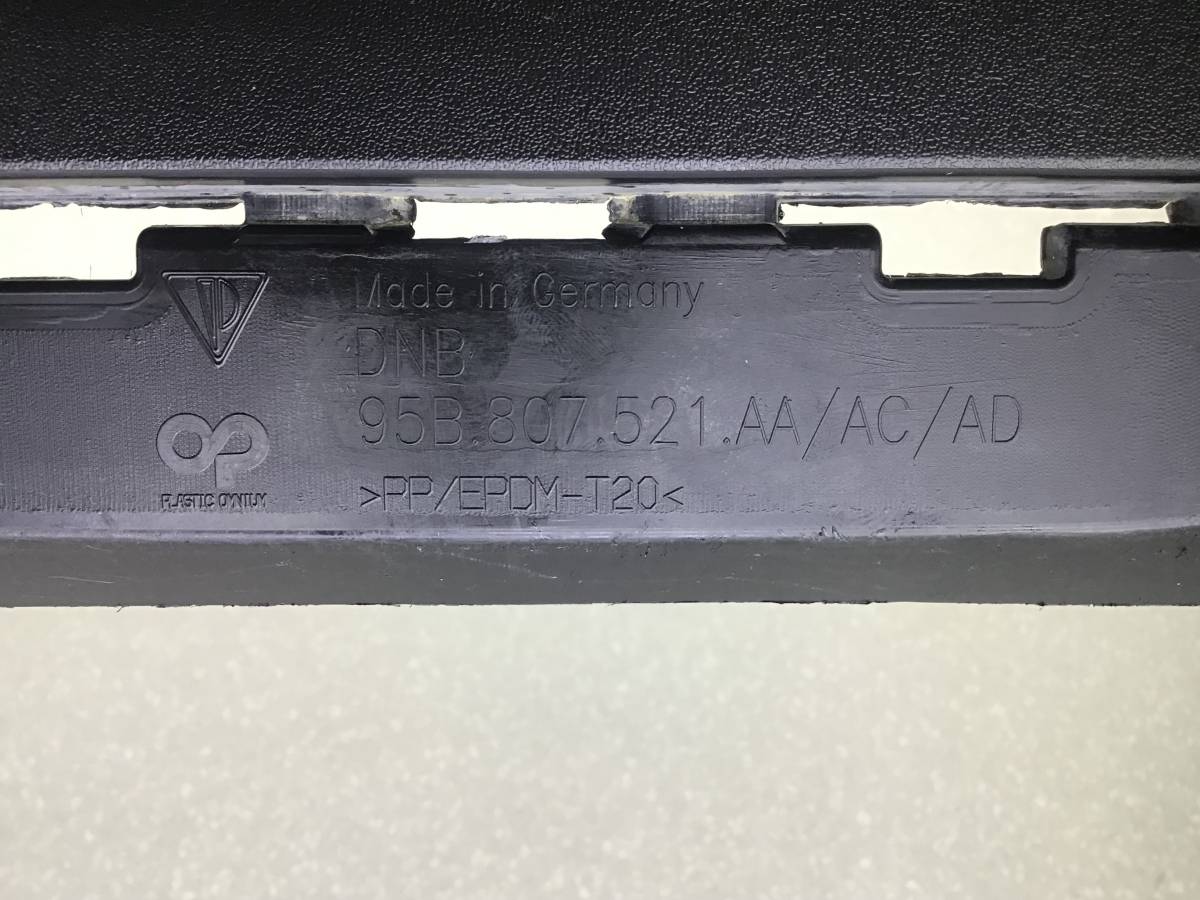 Made in Germany
DNB
95B.807.521.AA/AC/AD
>PP/EPDM-T20<
PLASTIC OMNIUM